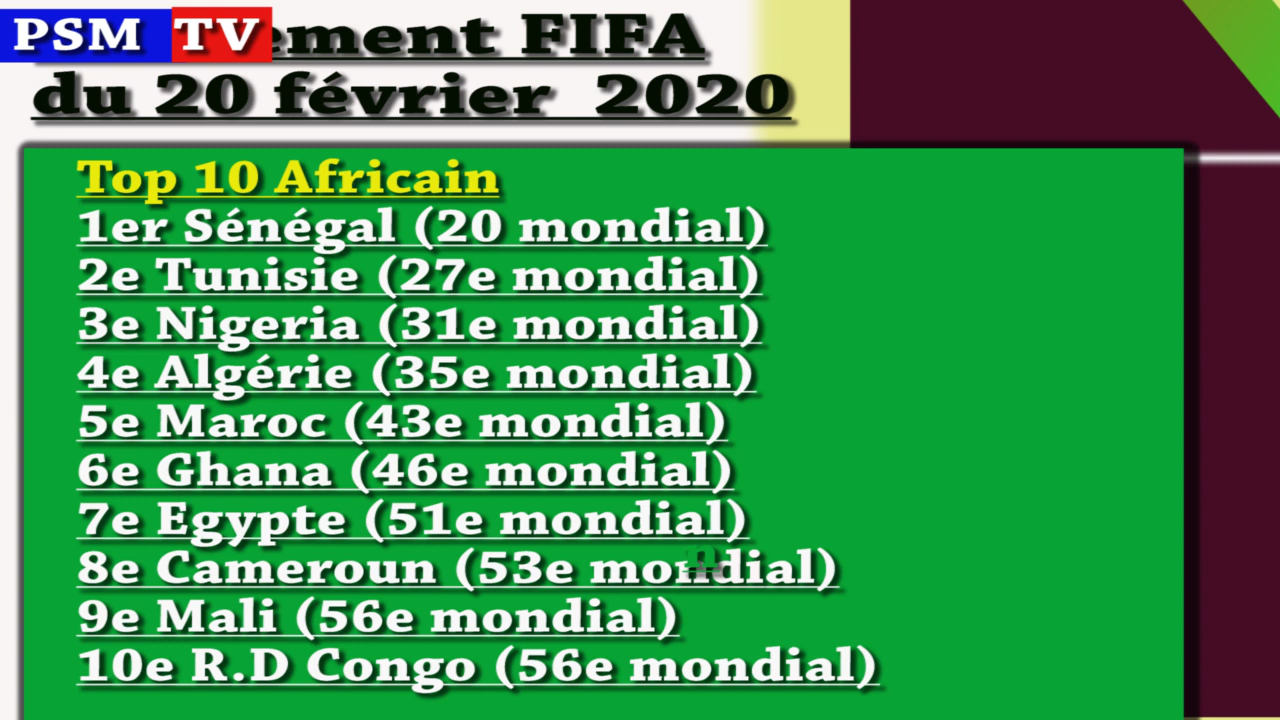 PSM TV
ement FIFA
du 20 février 2020
Top 10 Africain
1er Sénégal (20 mondial)
2e Tunisie (27e mondial)
3e Nigeria (31e mondial)
4e Algérie (35e mondial)
5e Maroc (43e mondial)
6e Ghana (46e mondial)
7e Egypte (51e mondial)
8e Cameroun (53e mondial)
9e Mali (56e mondial)
10e R.D Congo (56e mondial)